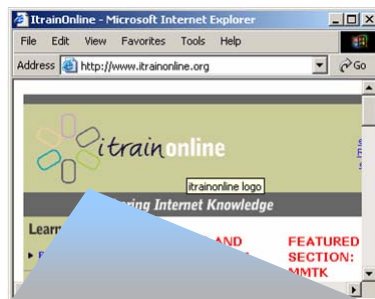 ItrainOnline - Microsoft Internet Explorer
File Edit View Favorites Tools Help
Address http://www.itrainonline.org Go
itrainonline
itrainonline logo
ring Internet Knowledge
Learn
AND FEATURED
SECTION:
MMTK